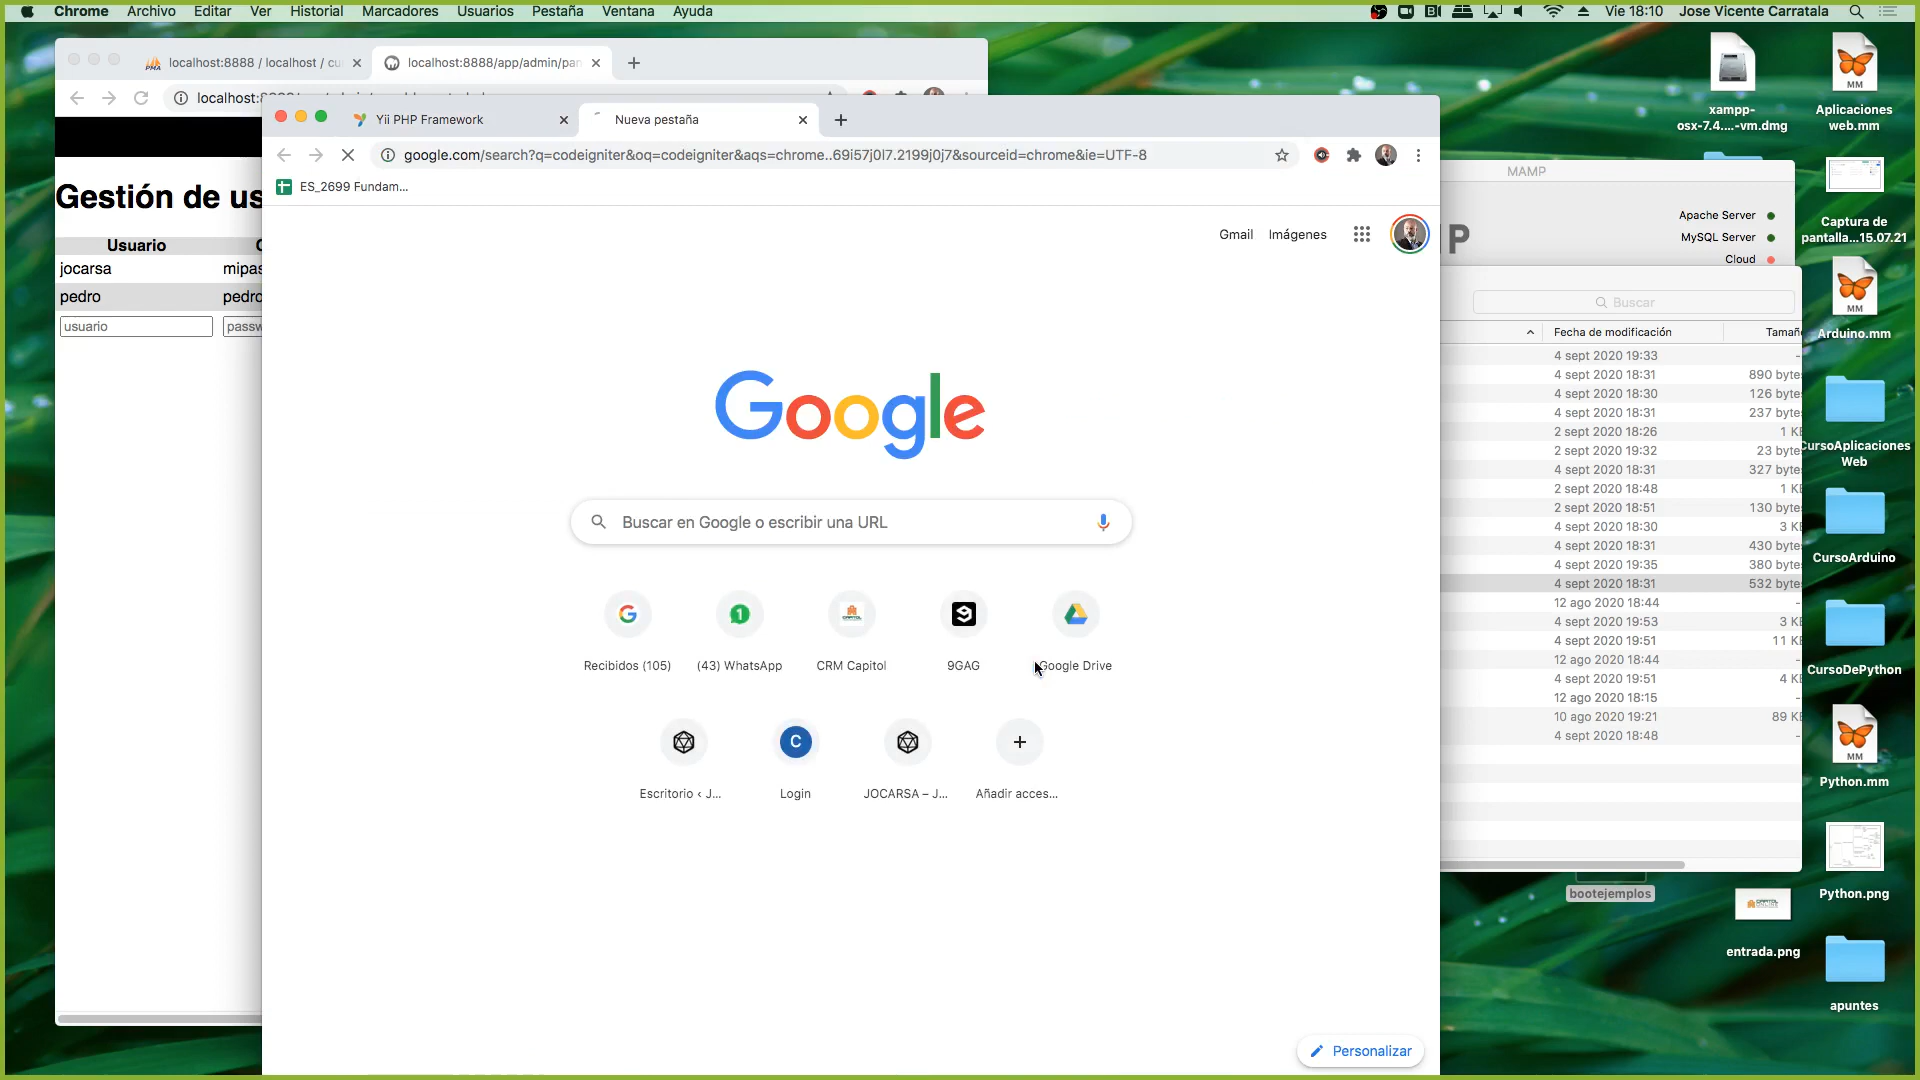 Chrome Archivo Editar Ver Historial Marcadores Usuarios Pestaña Ventana Ayuda
Vie 18:10 Jose Vicente Carratala
localhost:8888 / localhost / cu
localhost:8888/app/admin/pan
Gestión de us
Usuario
jocarsa mipas
pedro pedro
usuario passw
Yii PHP Framework
Nueva pestaña
google.com/search?q=codeigniter&oq=codeigniter&aqs=chrome..69i57j0l7.2199j0j7&sourceid=chrome&ie=UTF-8
ES_2699 Fundam...
Gmail Imágenes
Google
Buscar en Google o escribir una URL
Recibidos (105) (43) WhatsApp CRM Capitol 9GAG Google Drive
Escritorio ‹ J... Login JOCARSA – J... Añadir acces...
Personalizar
MAMP
P
Apache Server
MySQL Server
Cloud
Buscar
Fecha de modificación Tamañ
4 sept 2020 19:33 -
4 sept 2020 18:31 890 byte
4 sept 2020 18:30 126 byte
4 sept 2020 18:31 237 byte
2 sept 2020 18:26 1 K
2 sept 2020 19:32 23 byte
4 sept 2020 18:31 327 byte
2 sept 2020 18:48 1 K
2 sept 2020 18:51 130 byte
4 sept 2020 18:30 3 K
4 sept 2020 18:31 430 byte
4 sept 2020 19:35 380 byte
4 sept 2020 18:31 532 byte
12 ago 2020 18:44 -
4 sept 2020 19:53 3 K
4 sept 2020 19:51 11 K
12 ago 2020 18:44 -
4 sept 2020 19:51 4 K
12 ago 2020 18:15 -
10 ago 2020 19:21 89 K
4 sept 2020 18:48 -
xampp-
osx-7.4....-vm.dmg
MM
Aplicaciones
web.mm
Captura de
pantalla...15.07.21
MM
Arduino.mm
CursoAplicaciones
Web
CursoArduino
CursoDePython
MM
Python.mm
Python.png
bootejemplos
entrada.png
apuntes